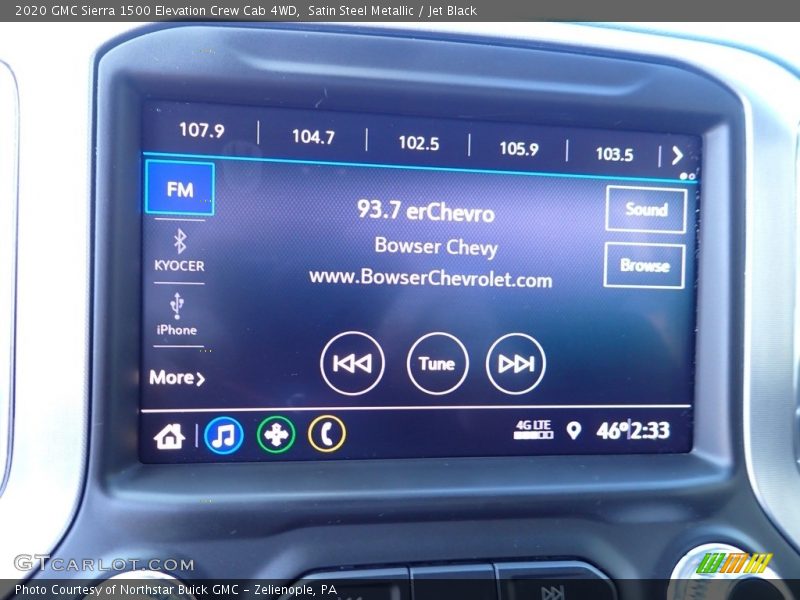 2020 GMC Sierra 1500 Elevation Crew Cab 4WD, Satin Steel Metallic / Jet Black
107.9 104.7 102.5 105.9 103.5
FM
93.7 erChevro
Sound
Bowser Chevy
KYOCER
Browse
www.BowserChevrolet.com
iPhone
More
Tune
4G LTE
46° 2:33
GTCARLOT.COM
Photo Courtesy of Northstar Buick GMC - Zelienople, PA